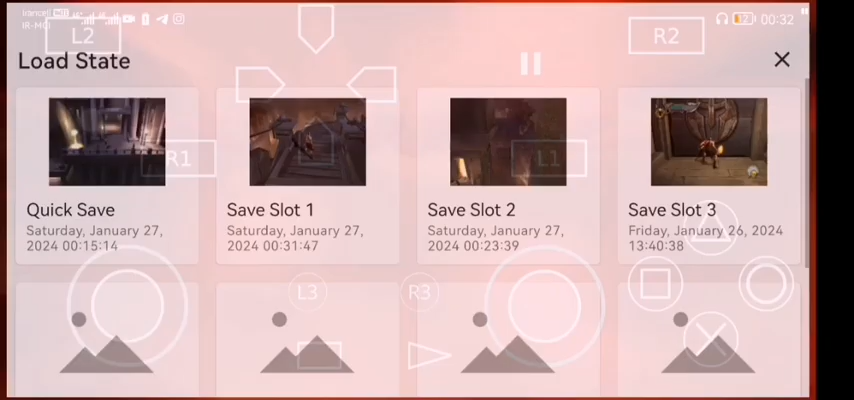 irancell
IR-MCI
00:32
L2
R2
Load State
R1
L1
Quick Save
Saturday, January 27,
2024 00:15:14
Save Slot 1
Saturday, January 27,
2024 00:31:47
Save Slot 2
Saturday, January 27,
2024 00:23:39
Save Slot 3
Friday, January 26, 2024
13:40:38
L3
R3